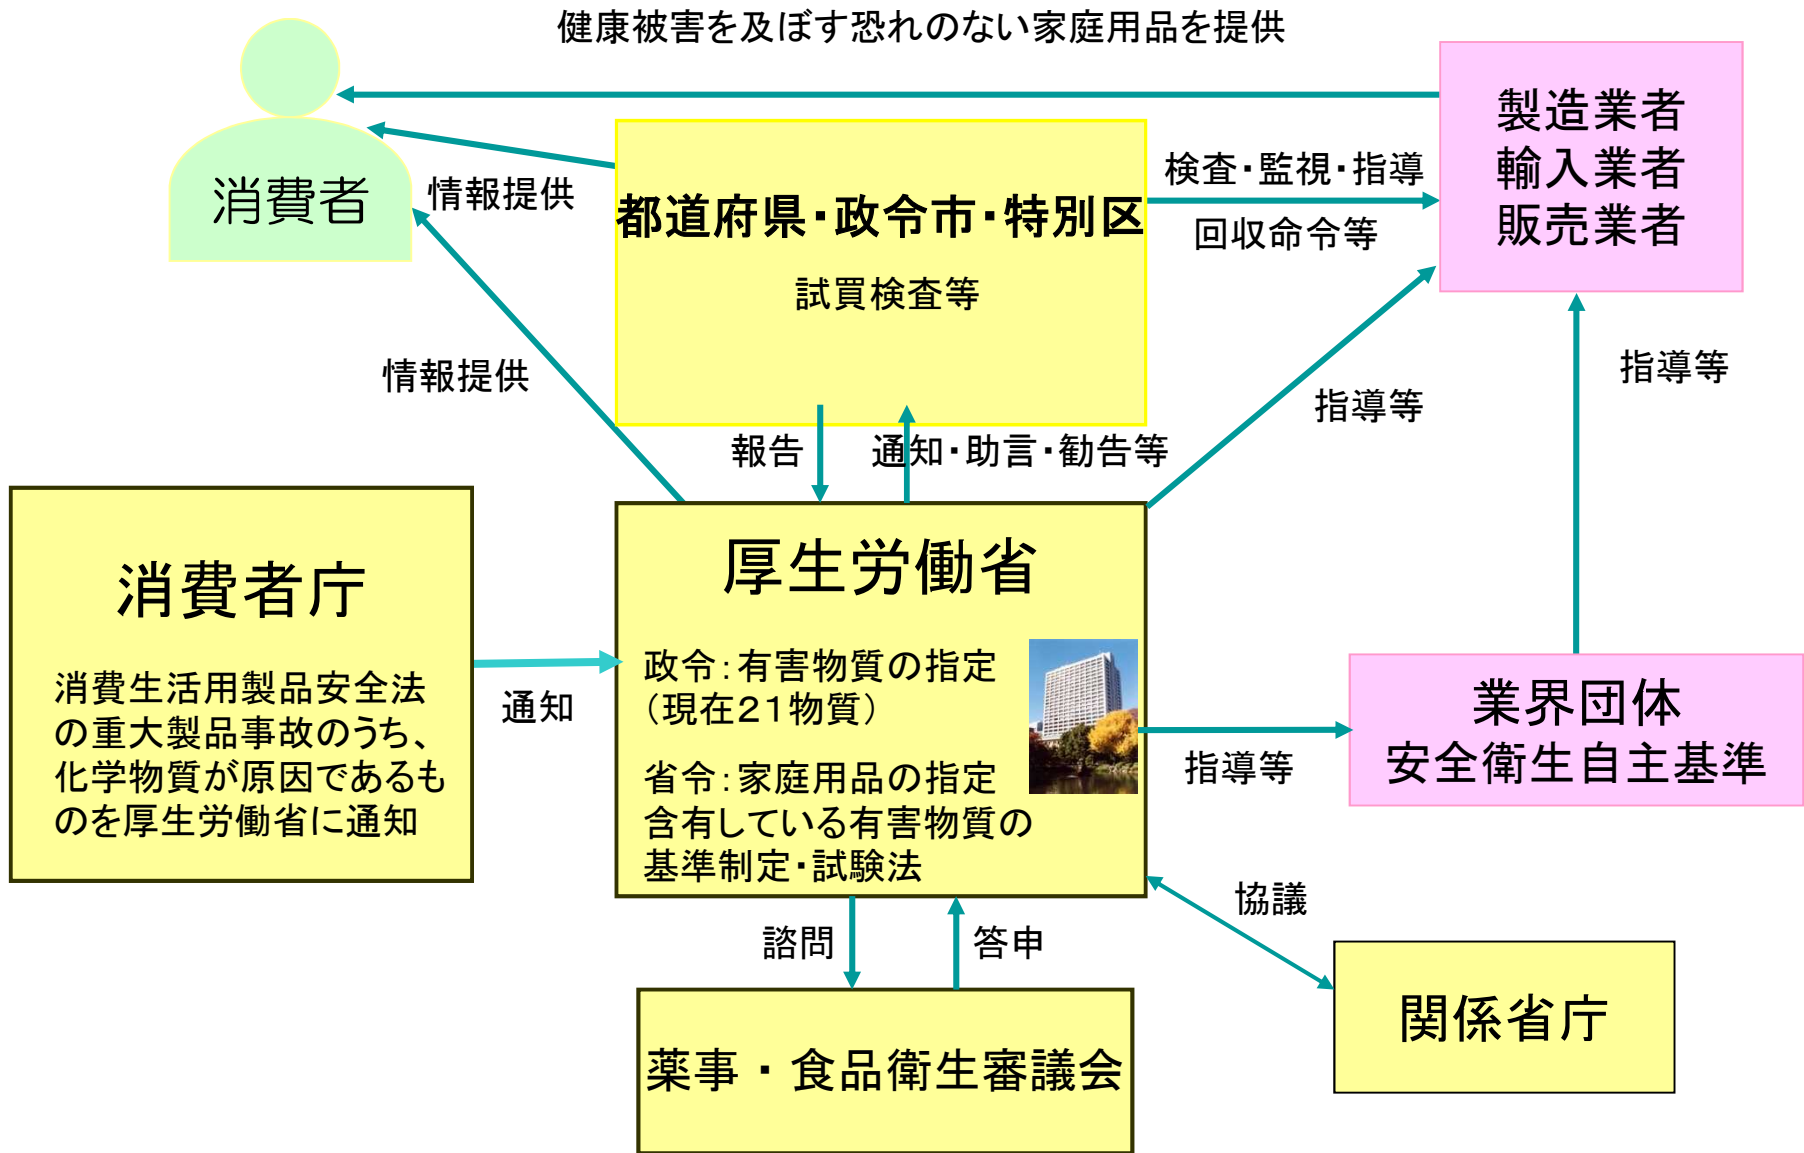 健康被害を及ぼす恐れのない家庭用品を提供
製造業者
輸入業者
販売業者
消費者
情報提供
都道府県・政令市・特別区
試買検査等
検査・監視・指導
回収命令等
情報提供
指導等
指導等
報告
通知・助言・勧告等
消費者庁
消費生活用製品安全法
の重大製品事故のうち、
化学物質が原因であるも
のを厚生労働省に通知
通知
厚生労働省
政令：有害物質の指定
（現在２１物質）
省令：家庭用品の指定
含有している有害物質の
基準制定・試験法
指導等
業界団体
安全衛生自主基準
諮問
答申
協議
関係省庁
薬事・食品衛生審議会